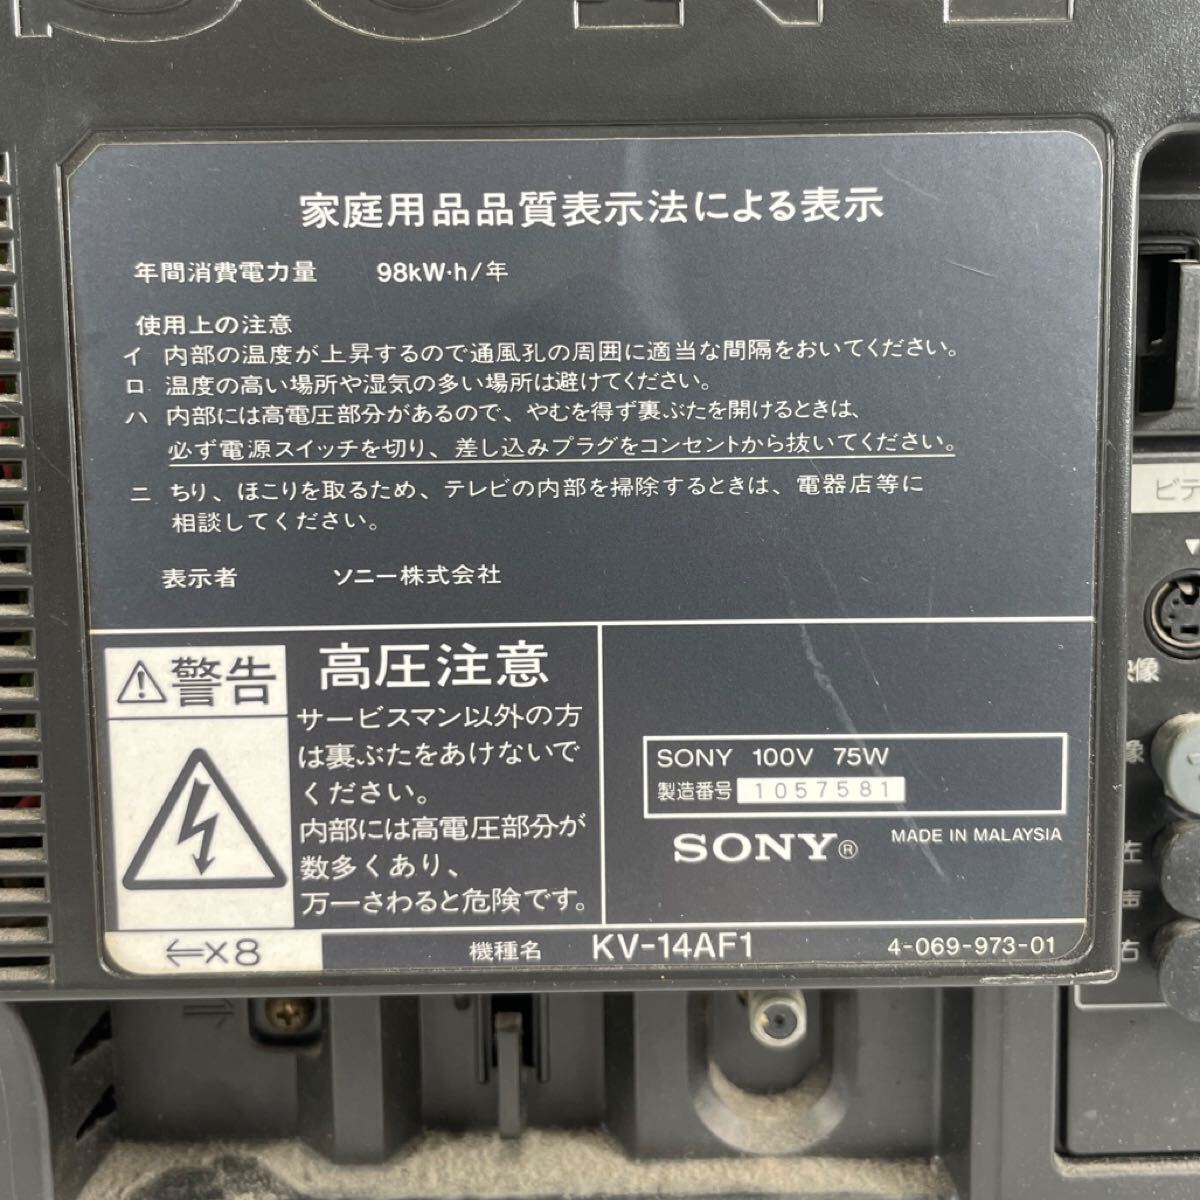 SONY
家庭用品品質表示法による表示
年間消費電力量 98kW·h/年
使用上の注意
イ 内部の温度が上昇するので通風孔の周囲に適当な間隔をおいてください。
ロ 温度の高い場所や湿気の多い場所は避けてください。
ハ 内部には高電圧部分があるので、やむを得ず裏ぶたを開けるときは、
必ず電源スイッチを切り、差し込みプラグをコンセントから抜いてください。
ニ ちり、ほこりを取るため、テレビの内部を掃除するときは、電器店等に
相談してください。
表示者 ソニー株式会社
警告
高圧注意
サービスマン以外の方
は裏ぶたをあけないで
ください。
内部には高電圧部分が
数多くあり、
万一さわると危険です。
SONY 100V 75W
製造番号 1057581
SONY® MADE IN MALAYSIA
⇐×8
機種名 KV-14AF1 4-069-973-01
ビデ
映像
像
左
声
右